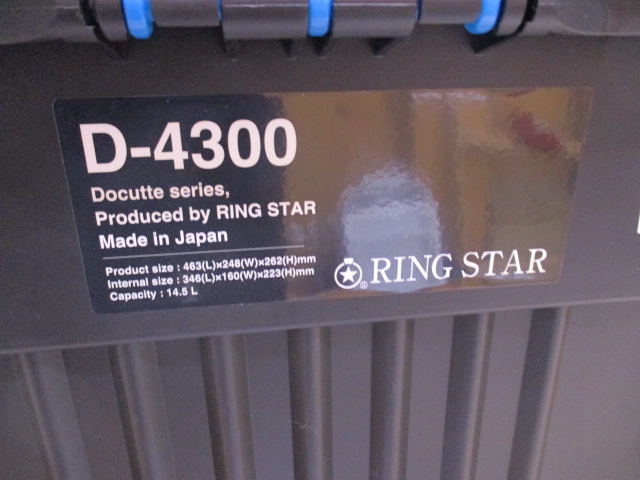 D-4300
Docutte series,
Produced by RING STAR
Made in Japan
Product size : 463(L)×248(W)×262(H)mm
Internal size : 346(L)×160(W)×223(H)mm
Capacity : 14.5 L
® RING STAR